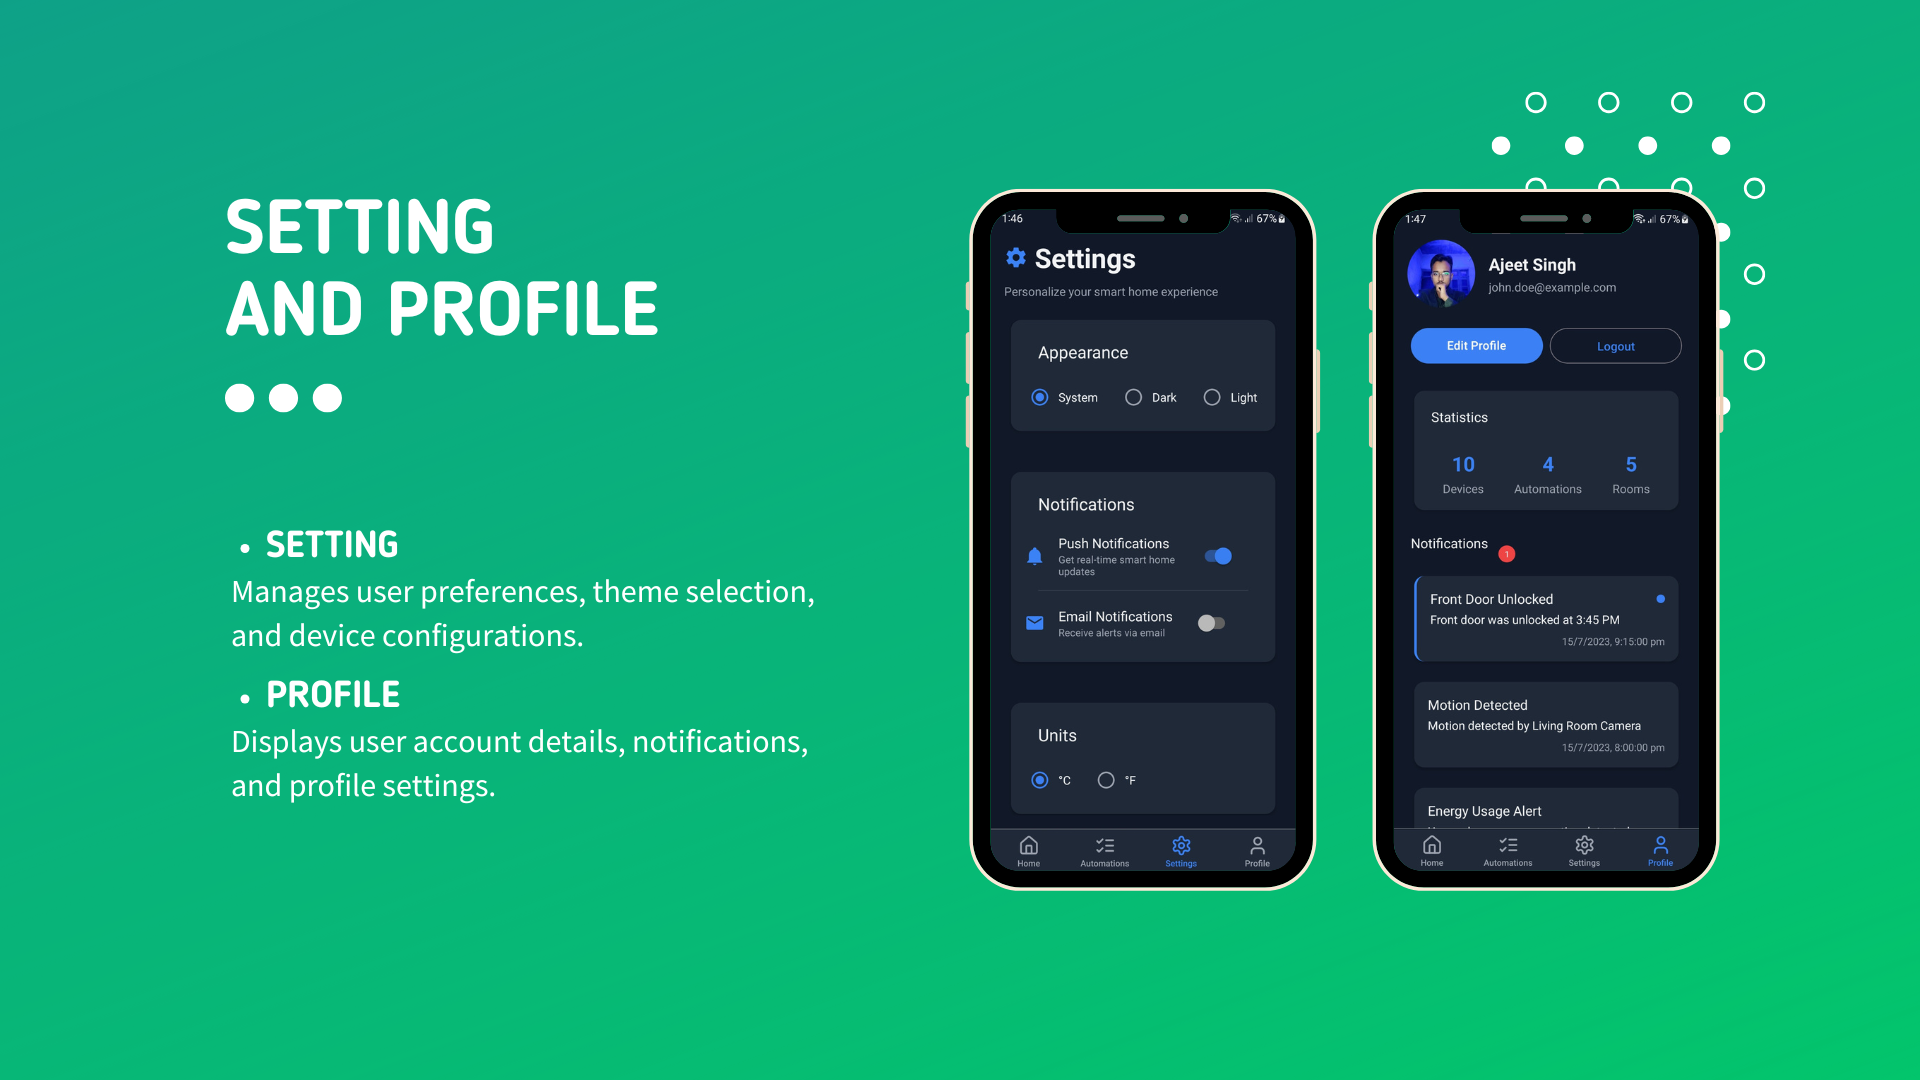 SETTING
AND PROFILE
• SETTING
Manages user preferences, theme selection,
and device configurations.
• PROFILE
Displays user account details, notifications,
and profile settings.
1:46
67%
Settings
Personalize your smart home experience
Appearance
System Dark Light
Notifications
Push Notifications
Get real-time smart home
updates
Email Notifications
Receive alerts via email
Units
°C °F
Home Automations Settings Profile
1:47
67%
Ajeet Singh
john.doe@example.com
Edit Profile Logout
Statistics
10 4 5
Devices Automations Rooms
Notifications 1
Front Door Unlocked
Front door was unlocked at 3:45 PM
15/7/2023, 9:15:00 pm
Motion Detected
Motion detected by Living Room Camera
15/7/2023, 8:00:00 pm
Energy Usage Alert
Home Automations Settings Profile